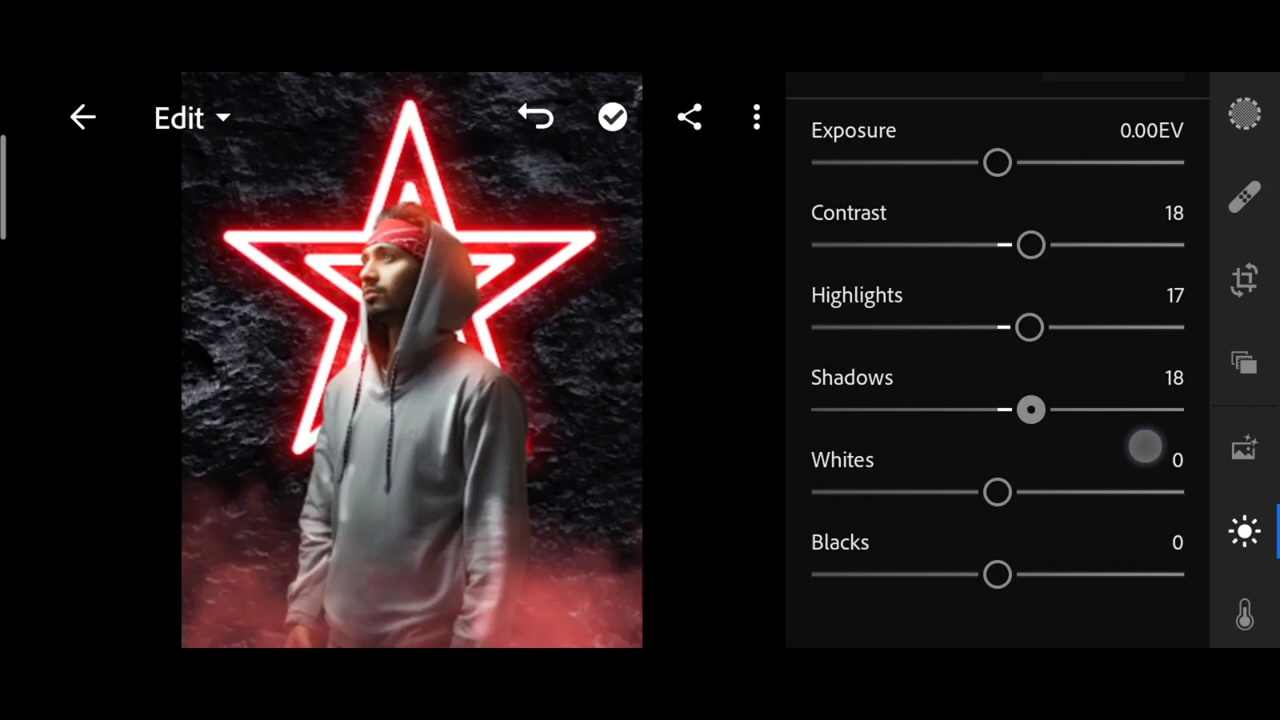 Edit
Exposure 0.00EV
Contrast 18
Highlights 17
Shadows 18
Whites 0
Blacks 0